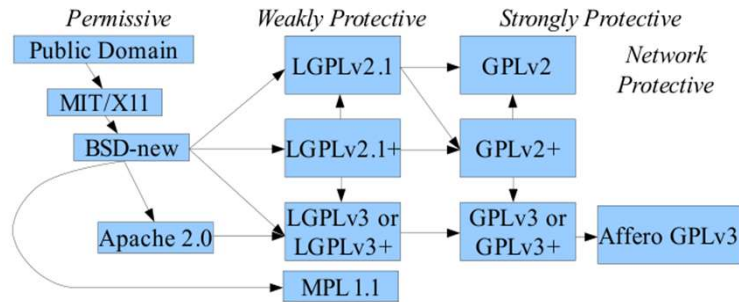 Permissive
Weakly Protective
Strongly Protective
Network
Protective
Public Domain
MIT/X11
BSD-new
Apache 2.0
LGPLv2.1
LGPLv2.1+
LGPLv3 or
LGPLv3+
MPL 1.1
GPLv2
GPLv2+
GPLv3 or
GPLv3+
Affero GPLv3